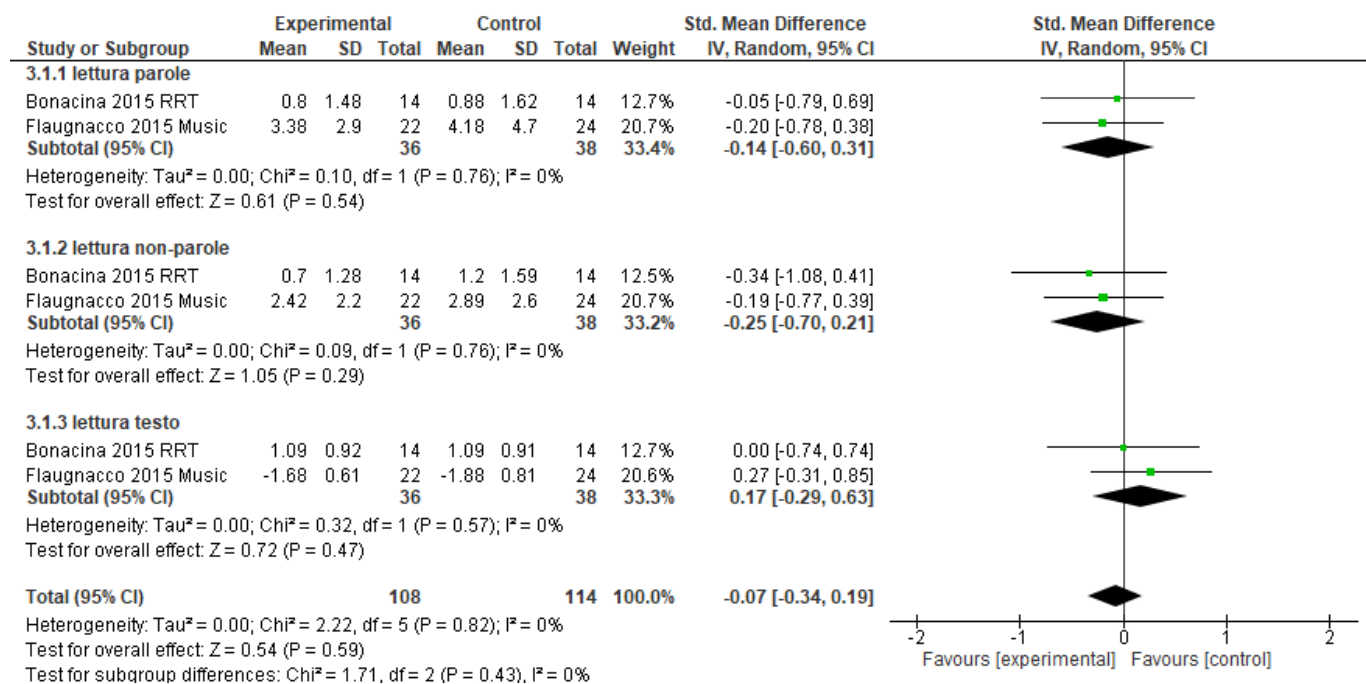 Experimental Control Std. Mean Difference Std. Mean Difference
Study or Subgroup Mean SD Total Mean SD Total Weight IV, Random, 95% CI IV, Random, 95% CI
3.1.1 lettura parole
Bonacina 2015 RRT 0.8 1.48 14 0.88 1.62 14 12.7% -0.05 [-0.79, 0.69]
Flaugnacco 2015 Music 3.38 2.9 22 4.18 4.7 24 20.7% -0.20 [-0.78, 0.38]
Subtotal (95% CI) 36 38 33.4% -0.14 [-0.60, 0.31]
Heterogeneity: Tau² = 0.00; Chi² = 0.10, df = 1 (P = 0.76); I² = 0%
Test for overall effect: Z = 0.61 (P = 0.54)
3.1.2 lettura non-parole
Bonacina 2015 RRT 0.7 1.28 14 1.2 1.59 14 12.5% -0.34 [-1.08, 0.41]
Flaugnacco 2015 Music 2.42 2.2 22 2.89 2.6 24 20.7% -0.19 [-0.77, 0.39]
Subtotal (95% CI) 36 38 33.2% -0.25 [-0.70, 0.21]
Heterogeneity: Tau² = 0.00; Chi² = 0.09, df = 1 (P = 0.76); I² = 0%
Test for overall effect: Z = 1.05 (P = 0.29)
3.1.3 lettura testo
Bonacina 2015 RRT 1.09 0.92 14 1.09 0.91 14 12.7% 0.00 [-0.74, 0.74]
Flaugnacco 2015 Music -1.68 0.61 22 -1.88 0.81 24 20.6% 0.27 [-0.31, 0.85]
Subtotal (95% CI) 36 38 33.3% 0.17 [-0.29, 0.63]
Heterogeneity: Tau² = 0.00; Chi² = 0.32, df = 1 (P = 0.57); I² = 0%
Test for overall effect: Z = 0.72 (P = 0.47)
Total (95% CI) 108 114 100.0% -0.07 [-0.34, 0.19]
Heterogeneity: Tau² = 0.00; Chi² = 2.22, df = 5 (P = 0.82); I² = 0%
Test for overall effect: Z = 0.54 (P = 0.59)
Test for subgroup differences: Chi² = 1.71, df = 2 (P = 0.43), I² = 0%
-2 -1 0 1 2
Favours [experimental] Favours [control]